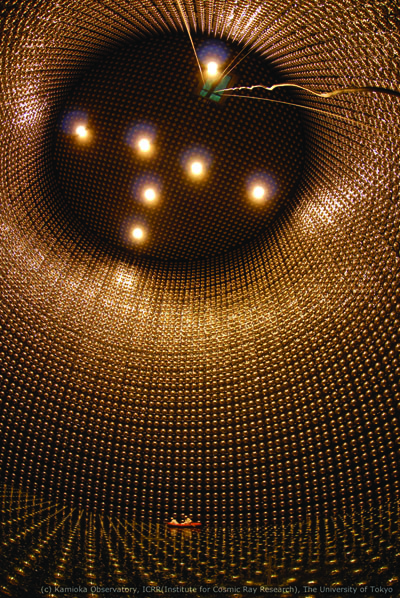 (c) Kamioka Observatory, ICRR(Institute for Cosmic Ray Research), The University of Tokyo